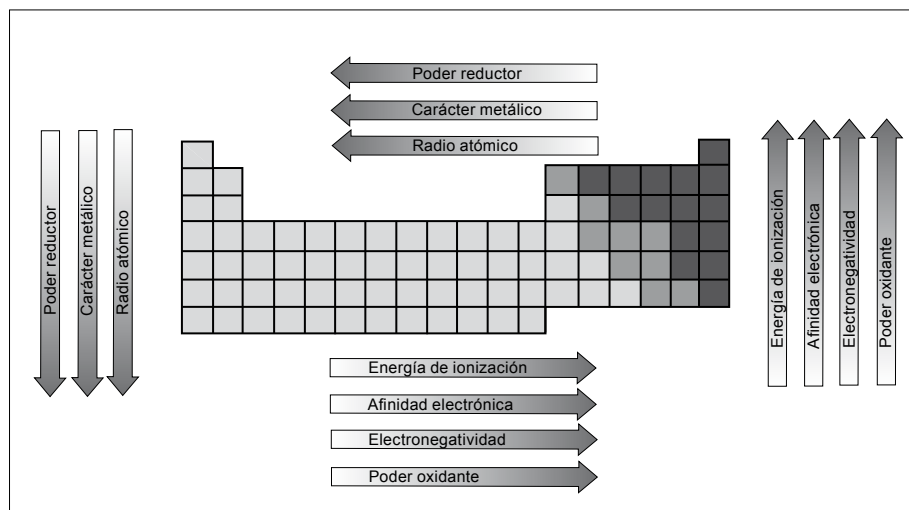 Poder reductor
Carácter metálico
Radio atómico
Poder reductor
Carácter metálico
Radio atómico
Energía de ionización
Afinidad electrónica
Electronegatividad
Poder oxidante
Energía de ionización
Afinidad electrónica
Electronegatividad
Poder oxidante